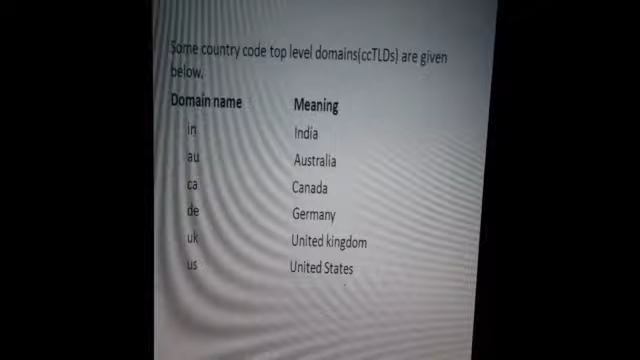 Some country code top level domains(ccTLDs) are given
below.
Domain name Meaning
in India
au Australia
ca Canada
de Germany
uk United kingdom
us United States